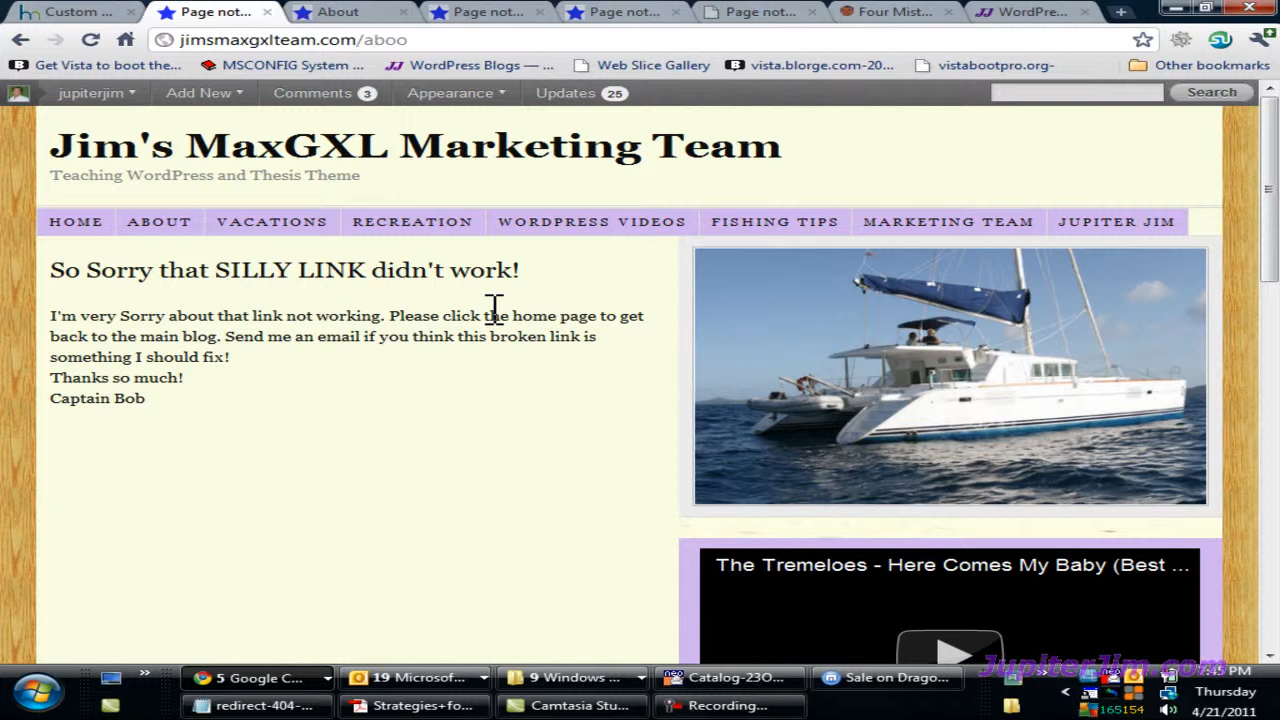 Custom ...
Page not...
About
Page not...
Page not...
Page not...
Four Mist...
WordPre...
jimsmaxgxlteam.com/aboo
Get Vista to boot the...
MSCONFIG System ...
WordPress Blogs — ...
Web Slice Gallery
vista.blorge.com-20...
vistabootpro.org-
Other bookmarks
jupiterjim
Add New
Comments 3
Appearance
Updates 25
Search
Jim's MaxGXL Marketing Team
Teaching WordPress and Thesis Theme
HOME
ABOUT
VACATIONS
RECREATION
WORDPRESS VIDEOS
FISHING TIPS
MARKETING TEAM
JUPITER JIM
So Sorry that SILLY LINK didn't work!
I'm very Sorry about that link not working. Please click the home page to get
back to the main blog. Send me an email if you think this broken link is
something I should fix!
Thanks so much!
Captain Bob
The Tremeloes - Here Comes My Baby (Best ...
JupiterJim.com
5 Google C...
19 Microsof...
9 Windows ...
Catalog-23O...
Sale on Drago...
redirect-404-...
Strategies+fo...
Camtasia Stu...
Recording...
165154
:45 PM
Thursday
4/21/2011